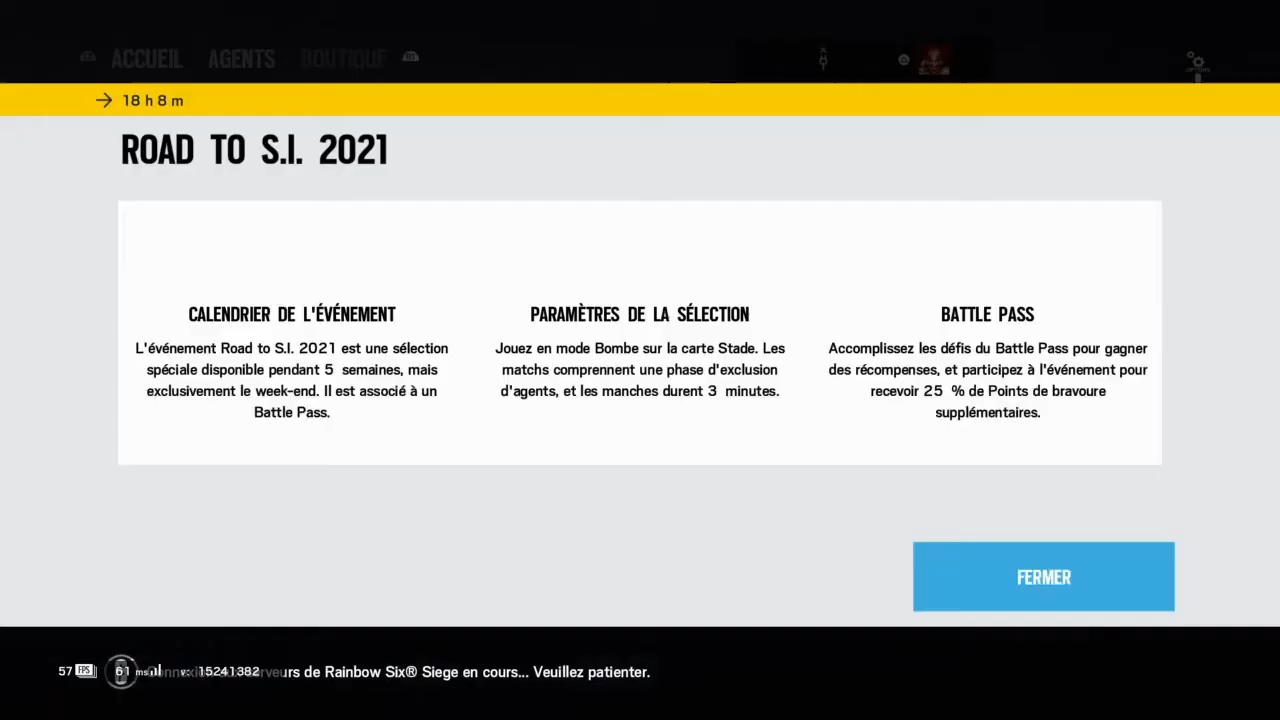 ACCUEIL AGENTS BOUTIQUE
18 h 8 m
ROAD TO S.I. 2021
CALENDRIER DE L'ÉVÉNEMENT
L'événement Road to S.I. 2021 est une sélection
spéciale disponible pendant 5 semaines, mais
exclusivement le week-end. Il est associé à un
Battle Pass.
PARAMÈTRES DE LA SÉLECTION
Jouez en mode Bombe sur la carte Stade. Les
matchs comprennent une phase d'exclusion
d'agents, et les manches durent 3 minutes.
BATTLE PASS
Accomplissez les défis du Battle Pass pour gagner
des récompenses, et participez à l'événement pour
recevoir 25 % de Points de bravoure
supplémentaires.
FERMER
57 FPS 61 ms 15241382 serveurs de Rainbow Six® Siege en cours... Veuillez patienter.